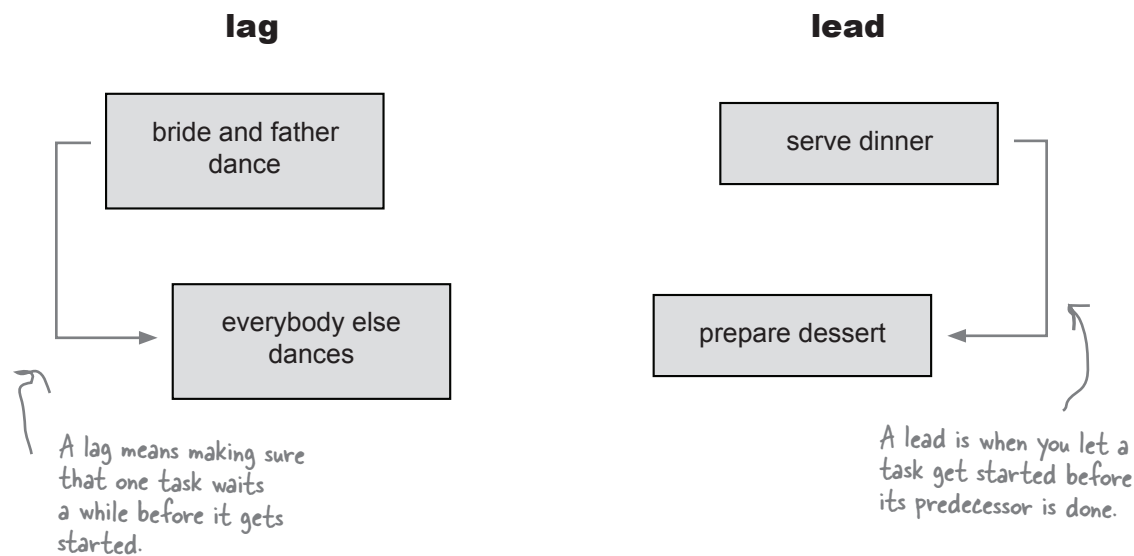 lag
bride and father
dance
everybody else
dances
A lag means making sure
that one task waits
a while before it gets
started.
lead
serve dinner
prepare dessert
A lead is when you let a
task get started before
its predecessor is done.